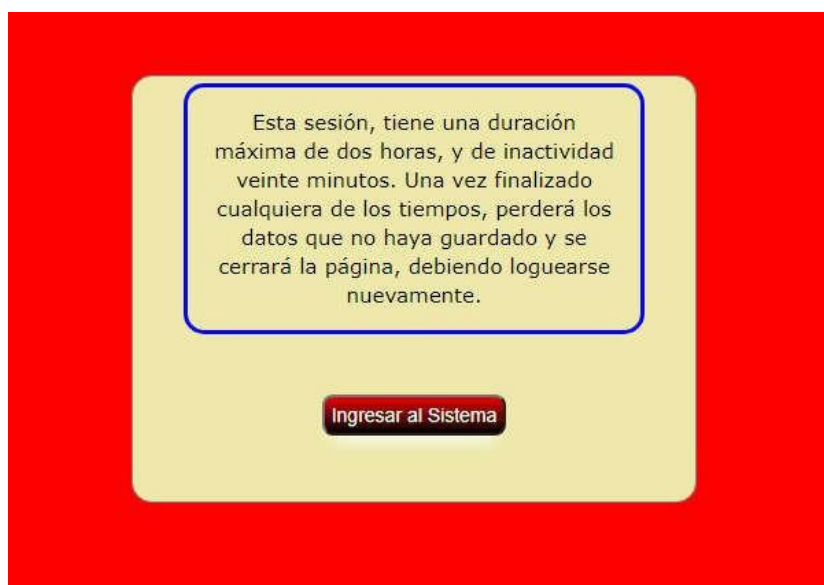 Esta sesión, tiene una duración
máxima de dos horas, y de inactividad
veinte minutos. Una vez finalizado
cualquiera de los tiempos, perderá los
datos que no haya guardado y se
cerrará la página, debiendo loguearse
nuevamente.
Ingresar al Sistema